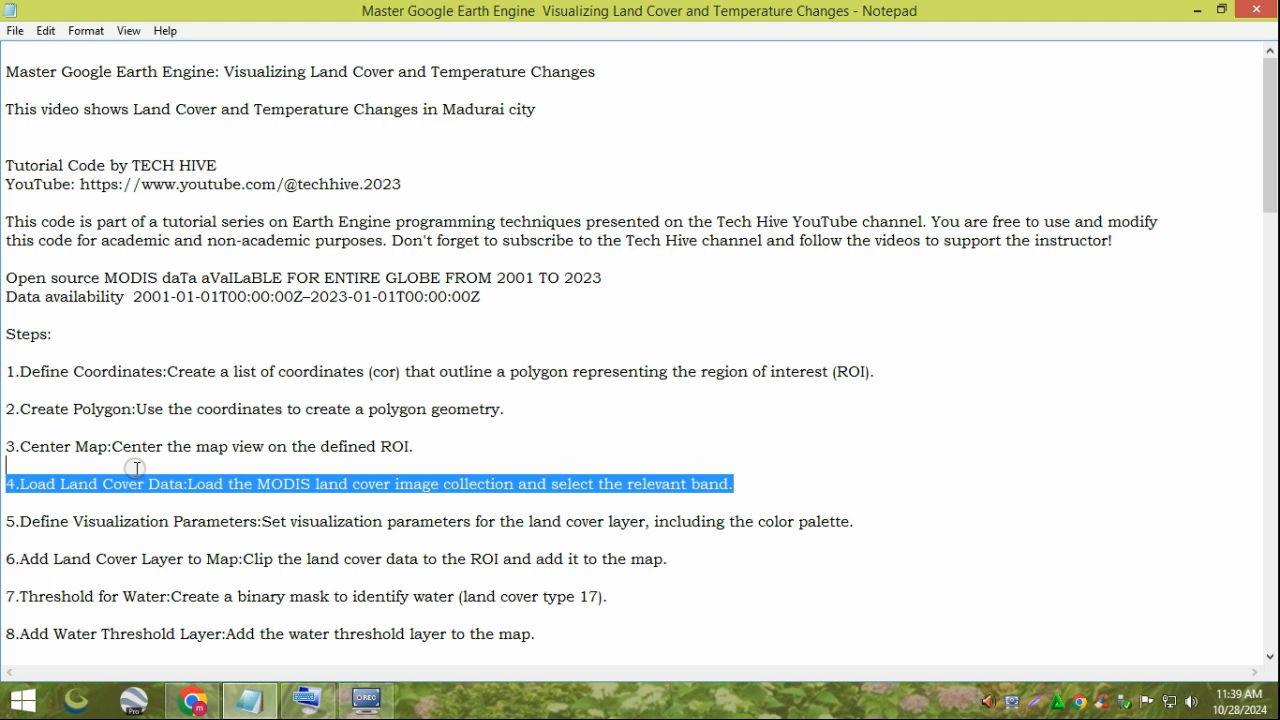 Master Google Earth Engine  Visualizing Land Cover and Temperature Changes - Notepad
File Edit Format View Help
Master Google Earth Engine: Visualizing Land Cover and Temperature Changes
This video shows Land Cover and Temperature Changes in Madurai city
Tutorial Code by TECH HIVE
YouTube: https://www.youtube.com/@techhive.2023
This code is part of a tutorial series on Earth Engine programming techniques presented on the Tech Hive YouTube channel. You are free to use and modify
this code for academic and non-academic purposes. Don't forget to subscribe to the Tech Hive channel and follow the videos to support the instructor!
Open source MODIS daTa aVaILaBLE FOR ENTIRE GLOBE FROM 2001 TO 2023
Data availability  2001-01-01T00:00:00Z–2023-01-01T00:00:00Z
Steps:
1.Define Coordinates:Create a list of coordinates (cor) that outline a polygon representing the region of interest (ROI).
2.Create Polygon:Use the coordinates to create a polygon geometry.
3.Center Map:Center the map view on the defined ROI.
4.Load Land Cover Data:Load the MODIS land cover image collection and select the relevant band.
5.Define Visualization Parameters:Set visualization parameters for the land cover layer, including the color palette.
6.Add Land Cover Layer to Map:Clip the land cover data to the ROI and add it to the map.
7.Threshold for Water:Create a binary mask to identify water (land cover type 17).
8.Add Water Threshold Layer:Add the water threshold layer to the map.
Pro
m
REC
11:39 AM
10/28/2024